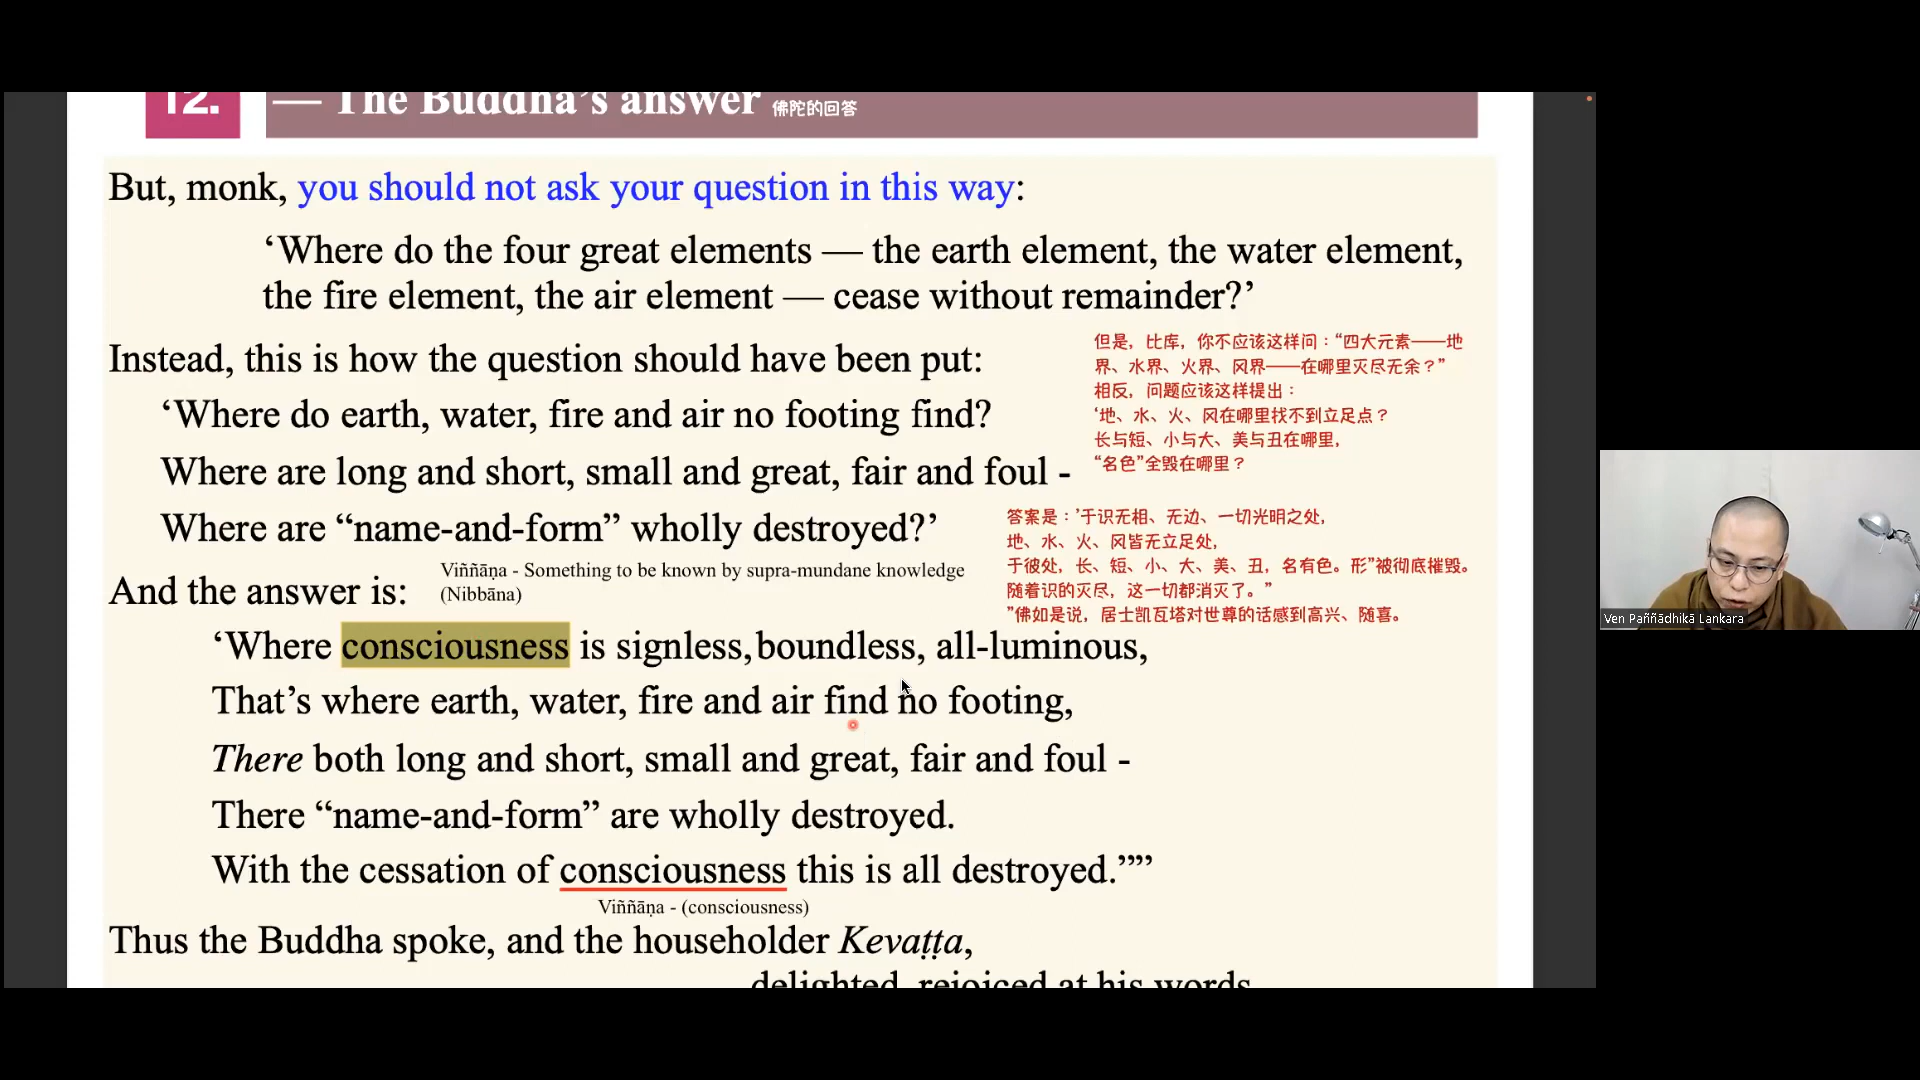 12. — The Buddha’s answer 佛陀的回答
But, monk, you should not ask your question in this way:
‘Where do the four great elements — the earth element, the water element,
the fire element, the air element — cease without remainder?’
Instead, this is how the question should have been put:
‘Where do earth, water, fire and air no footing find?
Where are long and short, small and great, fair and foul -
Where are “name-and-form” wholly destroyed?’
但是，比库，你不应该这样问：“四大元素——地
界、水界、火界、风界——在哪里灭尽无余？”
相反，问题应该这样提出：
‘地、水、火、风在哪里找不到立足点？
长与短、小与大、美与丑在哪里，
“名色”全毁在哪里？
And the answer is:
Viññāṇa - Something to be known by supra-mundane knowledge
(Nibbāna)
答案是：’于识无相、无边、一切光明之处，
地、水、火、风皆无立足处，
于彼处，长、短、小、大、美、丑，名有色。形”被彻底摧毁。
随着识的灭尽，这一切都消灭了。”
”佛如是说，居士凯瓦塔对世尊的话感到高兴、随喜。
‘Where consciousness is signless, boundless, all-luminous,
That’s where earth, water, fire and air find no footing,
There both long and short, small and great, fair and foul -
There “name-and-form” are wholly destroyed.
With the cessation of consciousness this is all destroyed.’””
Viññāṇa - (consciousness)
Thus the Buddha spoke, and the householder Kevaṭṭa,
delighted, rejoiced at his words
Ven Paññādhikā Lankara